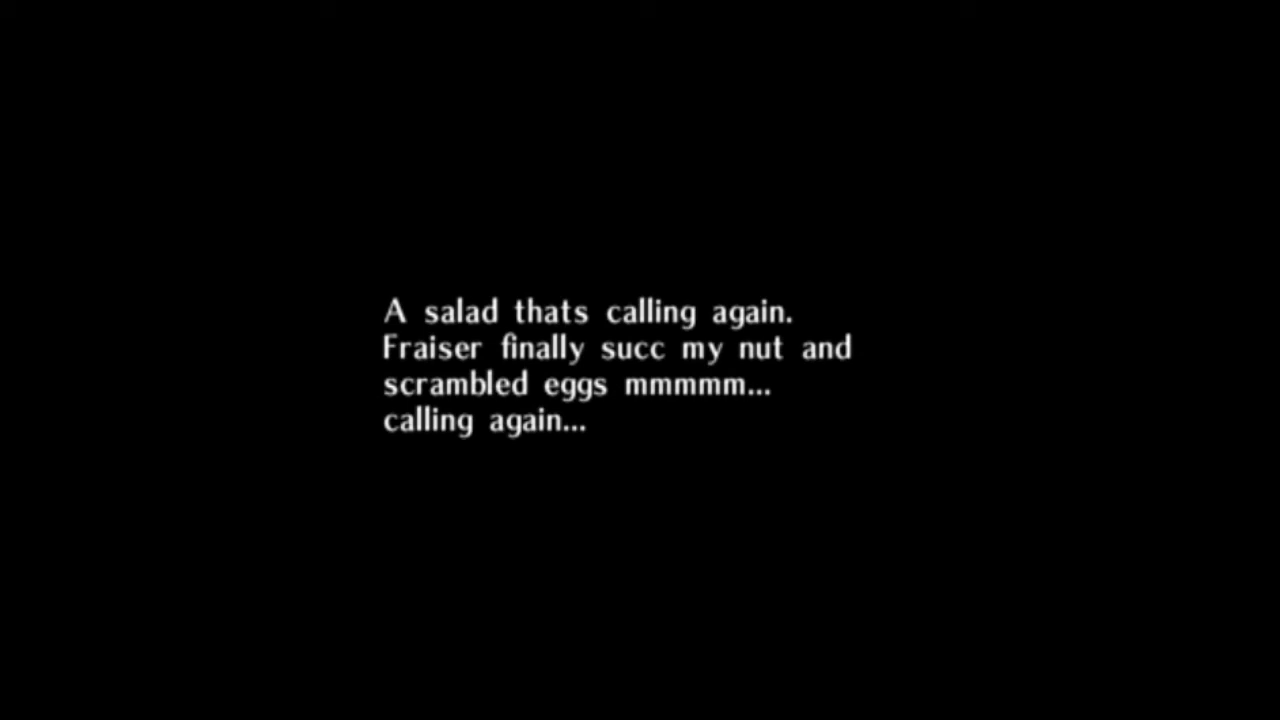 A salad thats calling again.
Fraiser finally succ my nut and
scrambled eggs mmmmm...
calling again...